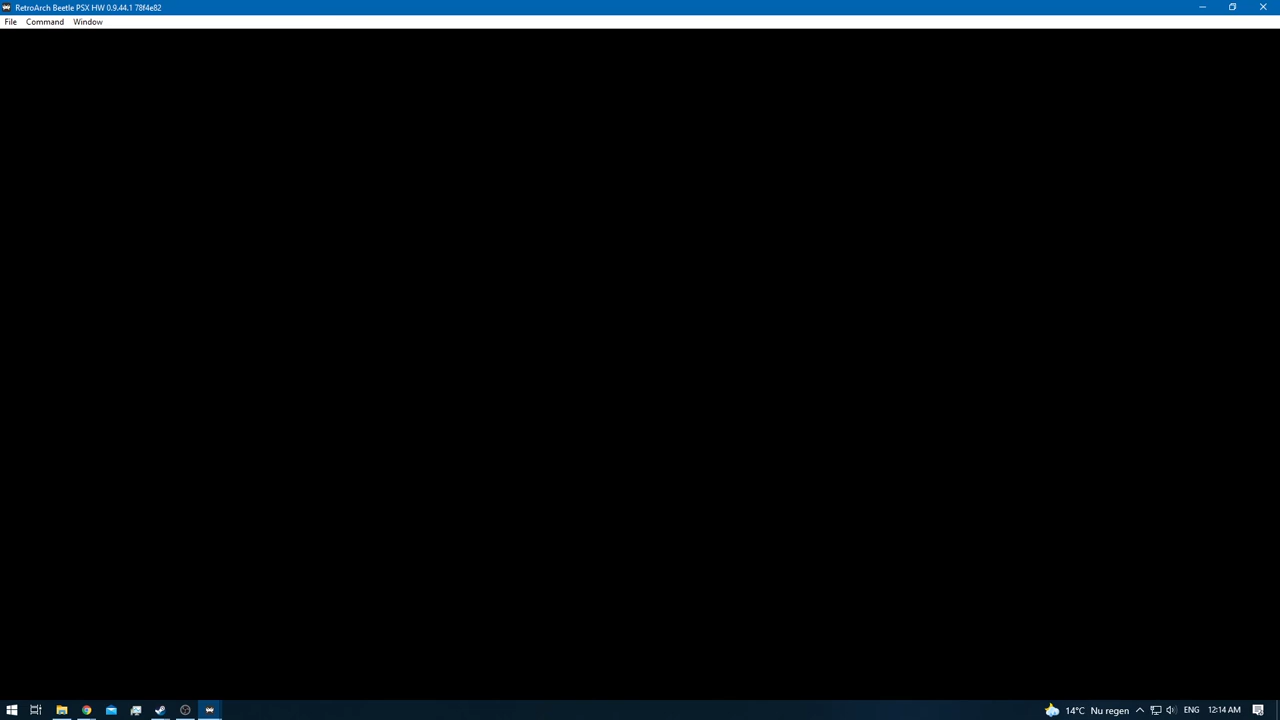 RetroArch Beetle PSX HW 0.9.44.1 78f4e82
File Command Window
14°C Nu regen ENG 12:14 AM